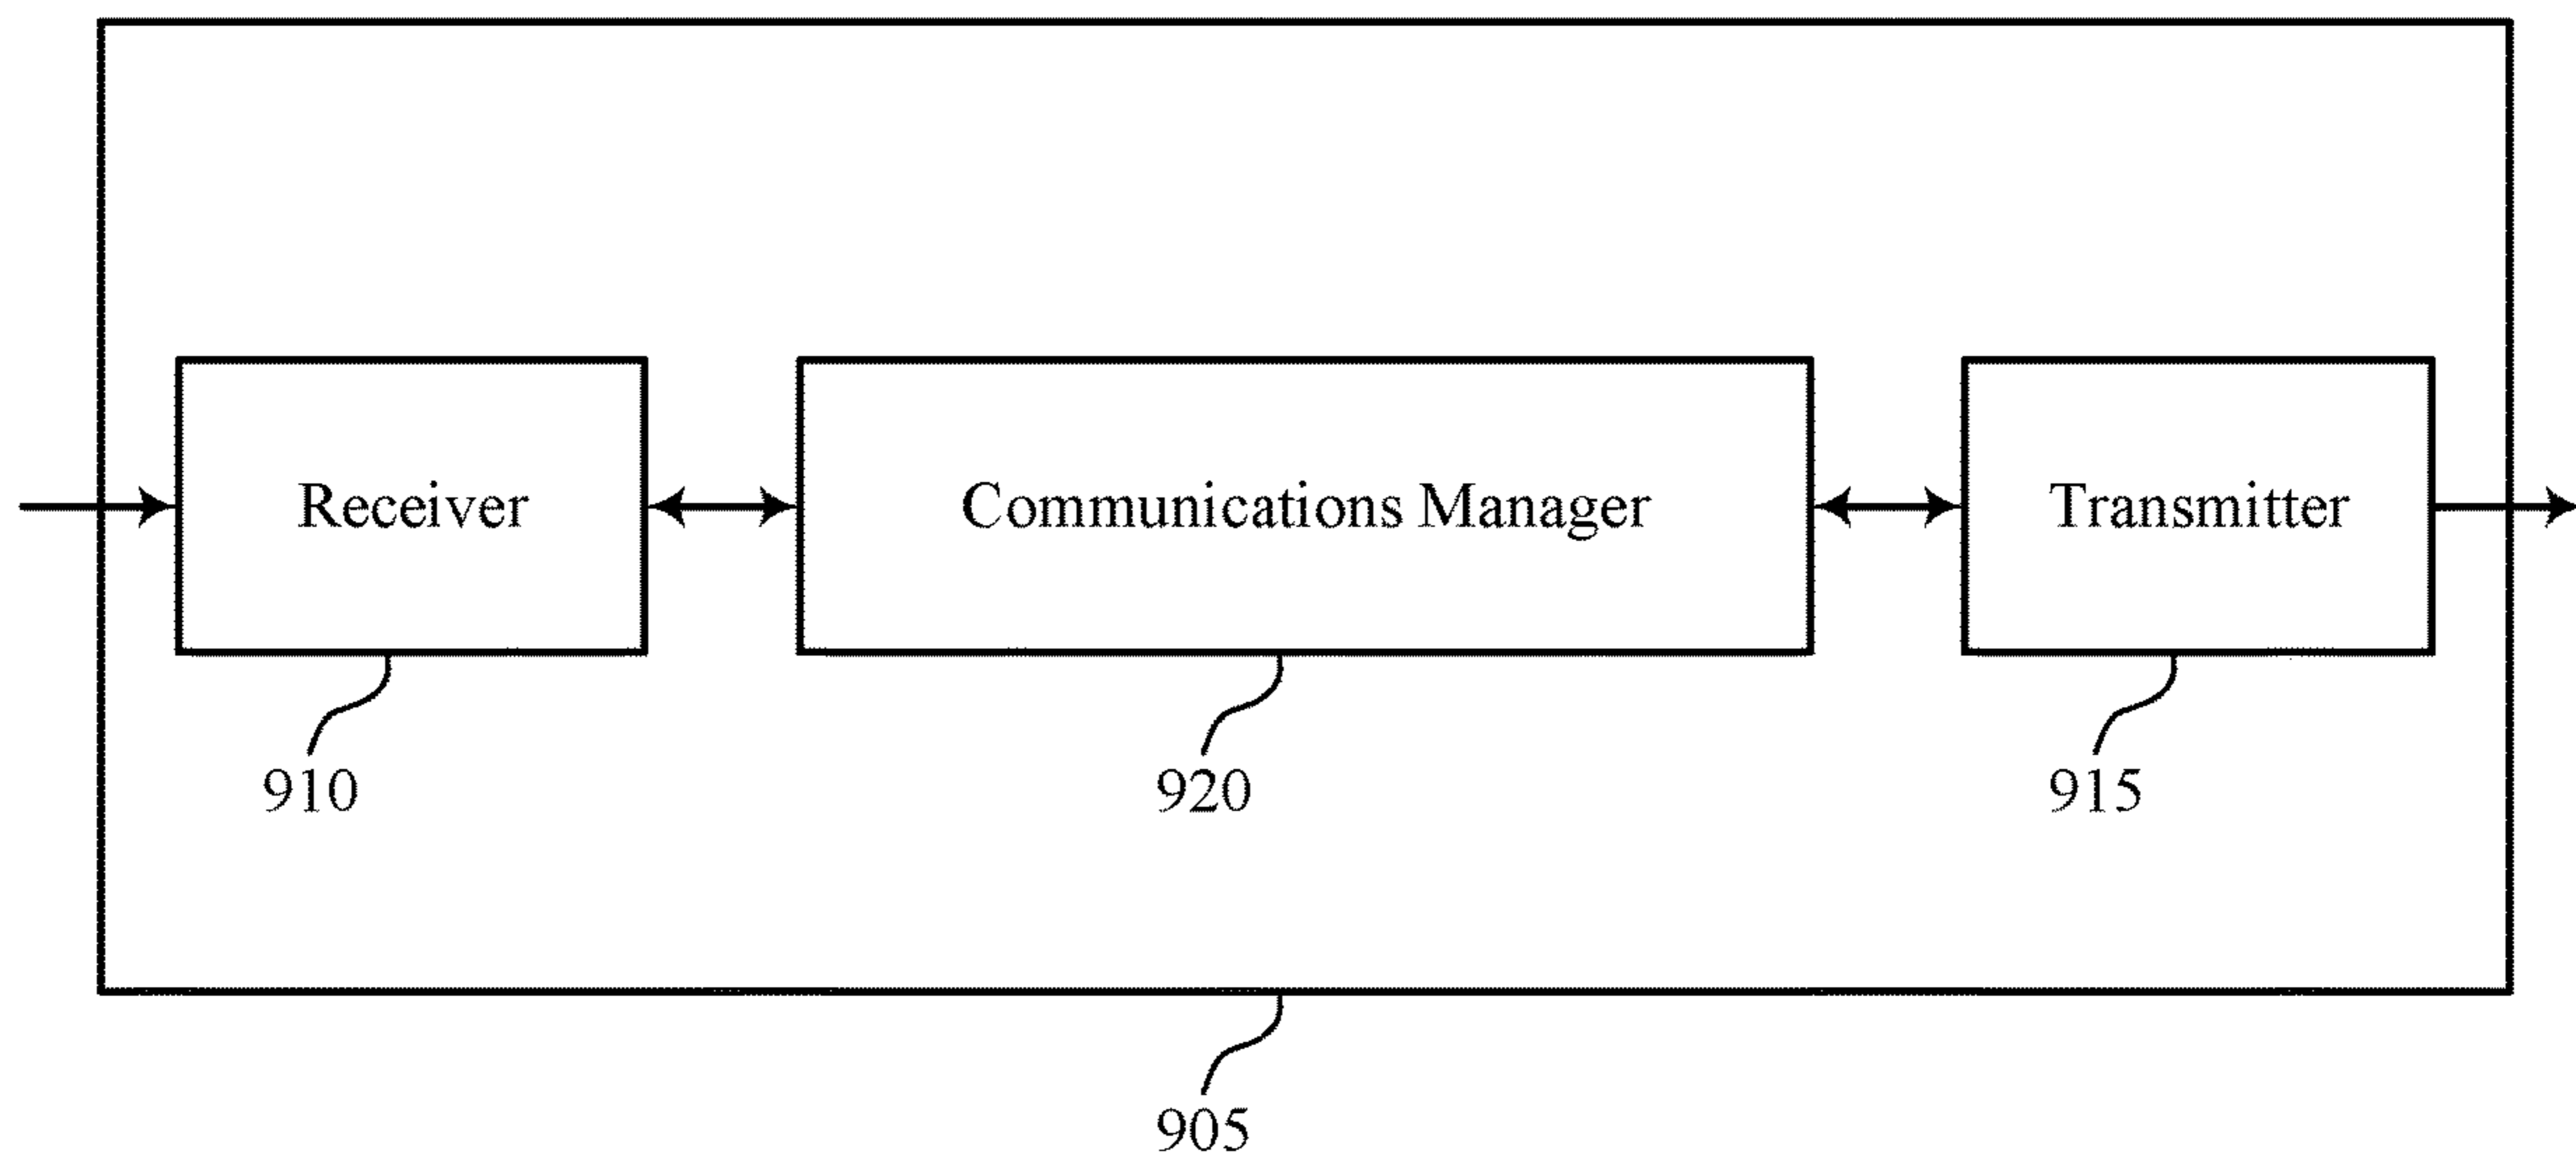 Receiver
Communications Manager
Transmitter
910
920
915
905